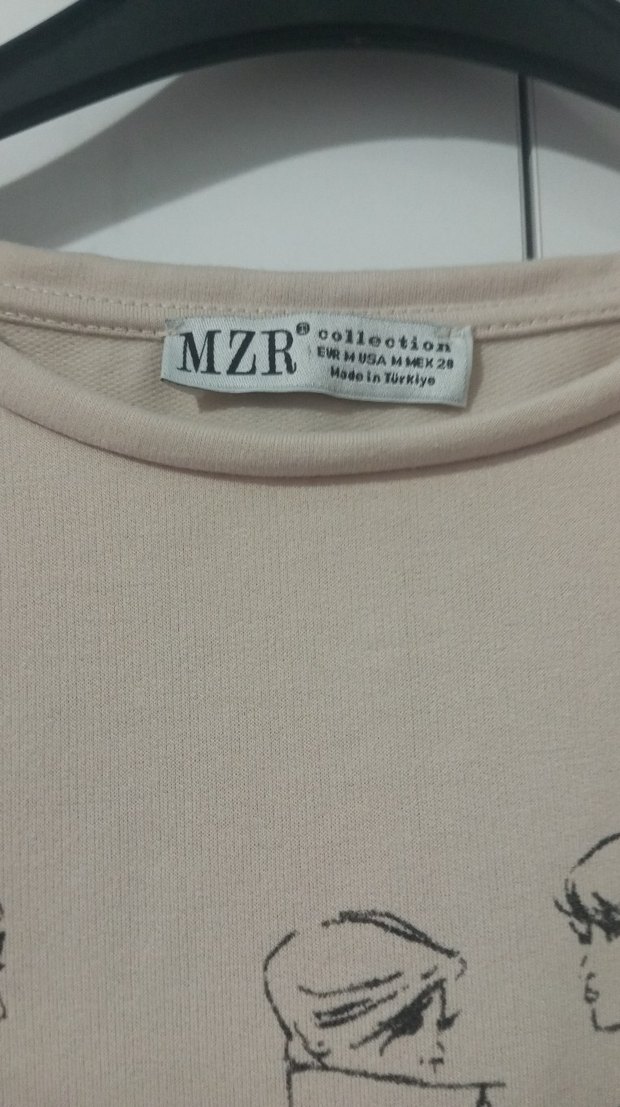 MZR® collection
EUR M USA M MEX 28
Made in Türkiye